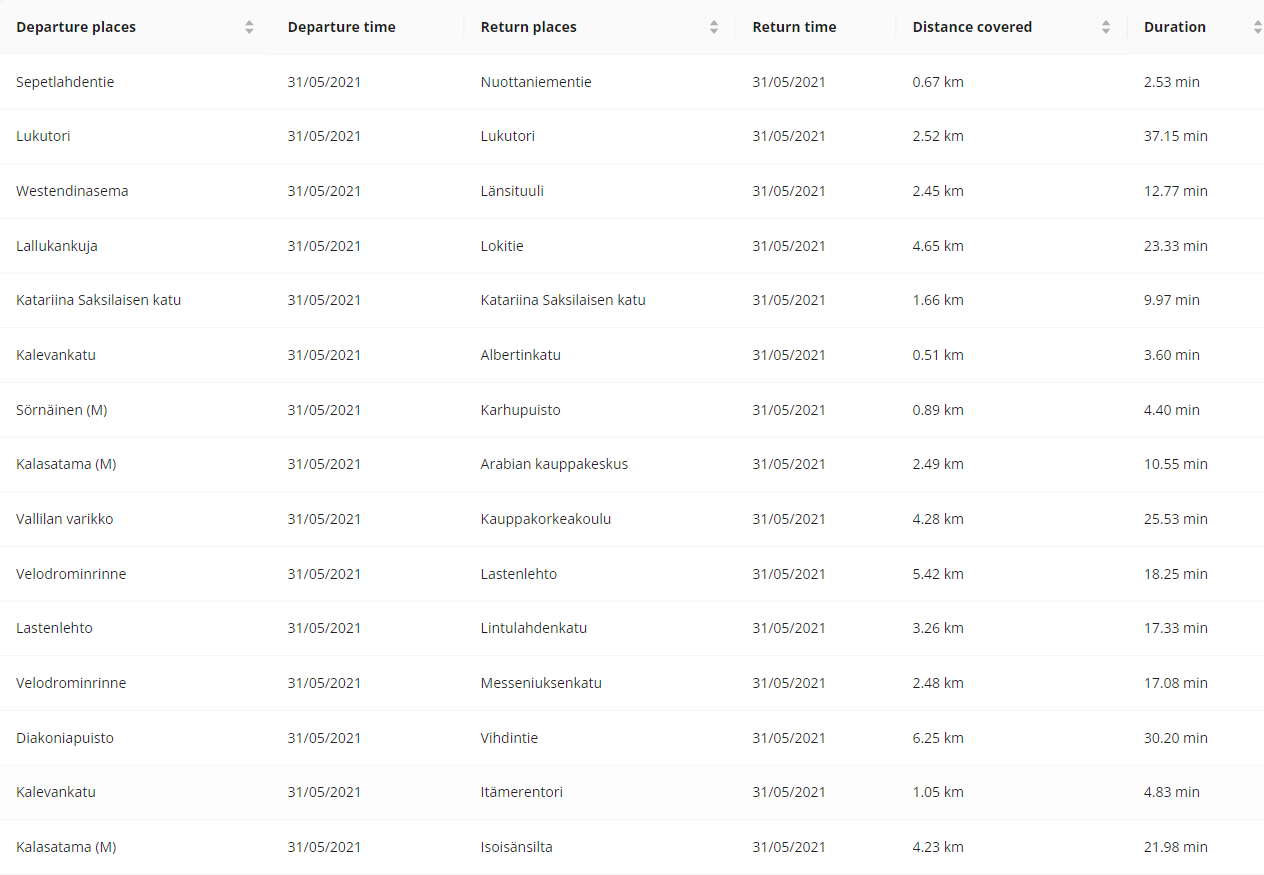 Departure places Departure time Return places Return time Distance covered Duration
Sepetlahdentie 31/05/2021 Nuottaniementie 31/05/2021 0.67 km 2.53 min
Lukutori 31/05/2021 Lukutori 31/05/2021 2.52 km 37.15 min
Westendinasema 31/05/2021 Länsituuli 31/05/2021 2.45 km 12.77 min
Lallukankuja 31/05/2021 Lokitie 31/05/2021 4.65 km 23.33 min
Katariina Saksilaisen katu 31/05/2021 Katariina Saksilaisen katu 31/05/2021 1.66 km 9.97 min
Kalevankatu 31/05/2021 Albertinkatu 31/05/2021 0.51 km 3.60 min
Sörnäinen (M) 31/05/2021 Karhupuisto 31/05/2021 0.89 km 4.40 min
Kalasatama (M) 31/05/2021 Arabian kauppakeskus 31/05/2021 2.49 km 10.55 min
Vallilan varikko 31/05/2021 Kauppakorkeakoulu 31/05/2021 4.28 km 25.53 min
Velodrominrinne 31/05/2021 Lastenlehto 31/05/2021 5.42 km 18.25 min
Lastenlehto 31/05/2021 Lintulahdenkatu 31/05/2021 3.26 km 17.33 min
Velodrominrinne 31/05/2021 Messeniuksenkatu 31/05/2021 2.48 km 17.08 min
Diakoniapuisto 31/05/2021 Vihdintie 31/05/2021 6.25 km 30.20 min
Kalevankatu 31/05/2021 Itämerentori 31/05/2021 1.05 km 4.83 min
Kalasatama (M) 31/05/2021 Isoisänsilta 31/05/2021 4.23 km 21.98 min